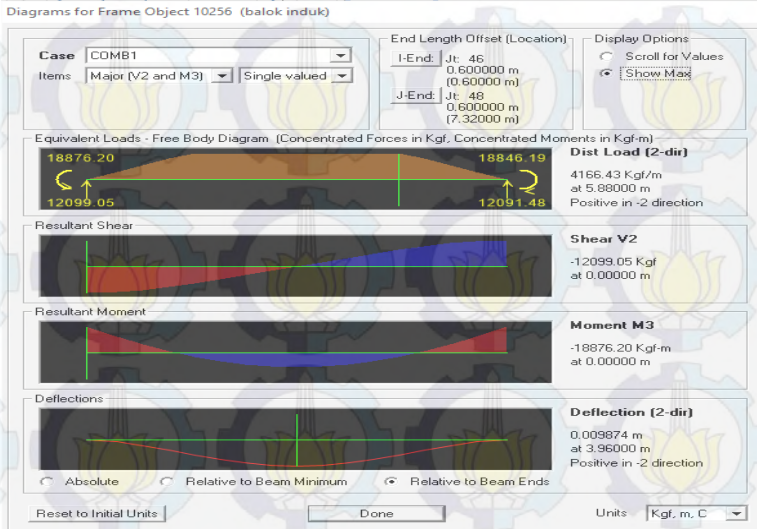 Diagrams for Frame Object 10256 (balok induk)
Case COMB1
Items Major (V2 and M3) Single valued
End Length Offset (Location)
I-End: Jt: 46
0.600000 m
(0.60000 m)
J-End: Jt: 48
0.600000 m
(7.32000 m)
Display Options
Scroll for Values
Show Max
Equivalent Loads - Free Body Diagram (Concentrated Forces in Kgf, Concentrated Moments in Kgf-m)
18876.20 18846.19
12099.05 12091.48
Dist Load (2-dir)
4166.43 Kgf/m
at 5.88000 m
Positive in -2 direction
Resultant Shear
Shear V2
-12099.05 Kgf
at 0.00000 m
Resultant Moment
Moment M3
-18876.20 Kgf-m
at 0.00000 m
Deflections
Deflection (2-dir)
0.009874 m
at 3.96000 m
Positive in -2 direction
Absolute Relative to Beam Minimum Relative to Beam Ends
Reset to Initial Units Done Units Kgf, m, C